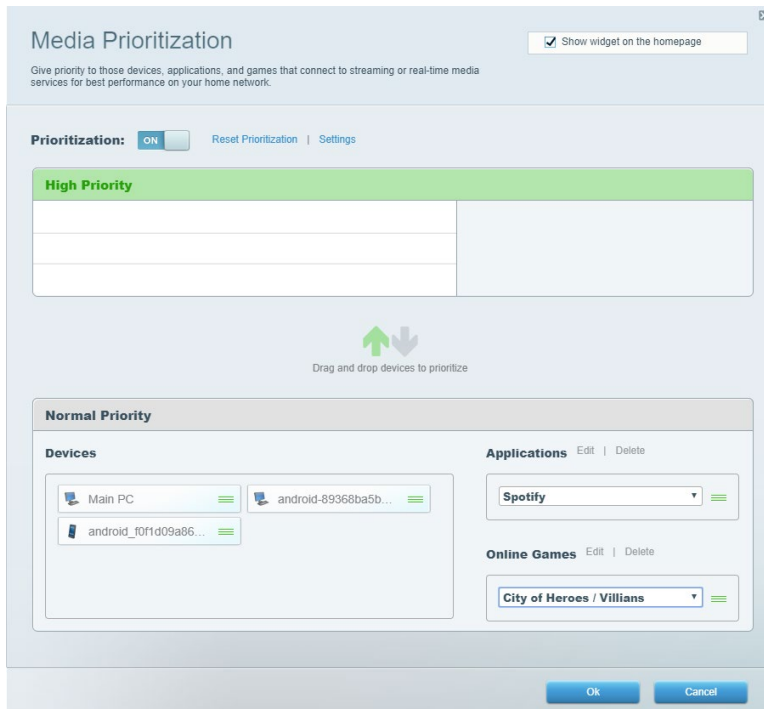 Media Prioritization
Show widget on the homepage
Give priority to those devices, applications, and games that connect to streaming or real-time media
services for best performance on your home network.
Prioritization: ON Reset Prioritization | Settings
High Priority
Drag and drop devices to prioritize
Normal Priority
Devices
Main PC
android-89368ba5b...
android_f0f1d09a86...
Applications Edit | Delete
Spotify
Online Games Edit | Delete
City of Heroes / Villians
Ok
Cancel